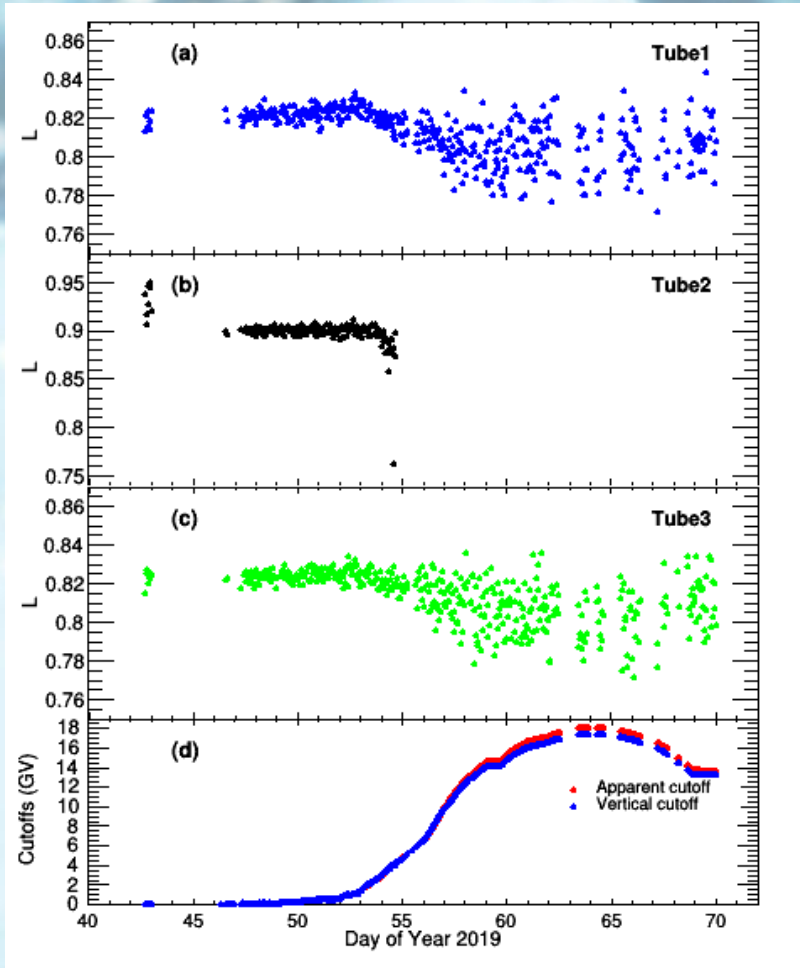 (a)
Tube1
0.86
0.84
0.82
0.8
0.78
0.76
L
(b)
Tube2
0.95
0.9
0.85
0.8
0.75
L
(c)
Tube3
0.86
0.84
0.82
0.8
0.78
0.76
L
(d)
18
16
14
12
10
8
6
4
2
0
Cutoffs (GV)
Apparent cutoff
Vertical cutoff
40 45 50 55 60 65 70
Day of Year 2019